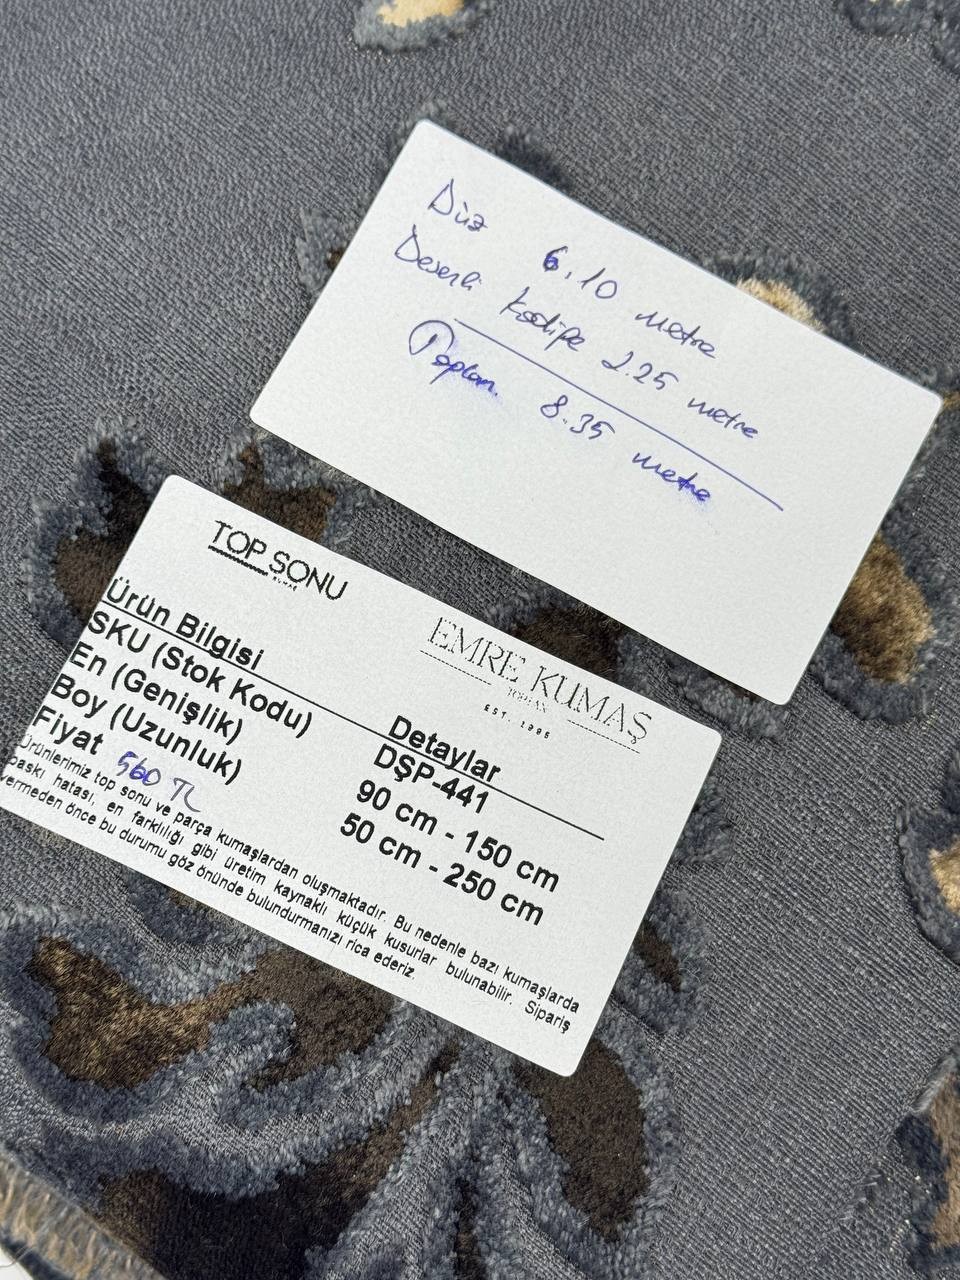 Düz 6.10 metre
Desenli Kadife 2.25 metre
Toplam 8.35 metre
TOP SONU
KUMAŞ
EMRE KUMAŞ
EST. 1995
Ürün Bilgisi Detaylar
SKU (Stok Kodu) DŞP-441
En (Genişlik) 90 cm - 150 cm
Boy (Uzunluk) 50 cm - 250 cm
Fiyat 560 TL
Ürünlerimiz top sonu ve parça kumaşlardan oluşmaktadır. Bu nedenle bazı kumaşlarda
baskı hatası, en farklılığı gibi üretim kaynaklı küçük kusurlar bulunabilir. Sipariş
vermeden önce bu durumu göz önünde bulundurmanızı rica ederiz.